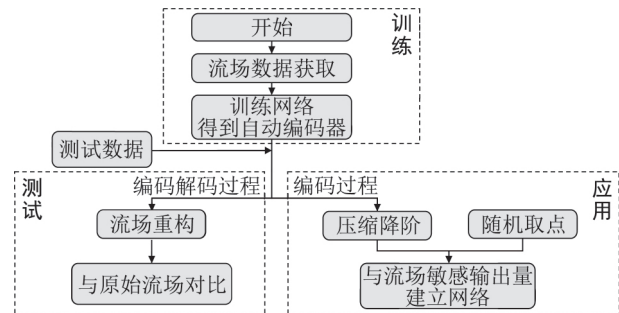 开始
训练
流场数据获取
训练网络
得到自动编码器
测试数据
测试
编码解码过程
编码过程
应用
流场重构
压缩降阶
随机取点
与原始流场对比
与流场敏感输出量
建立网络